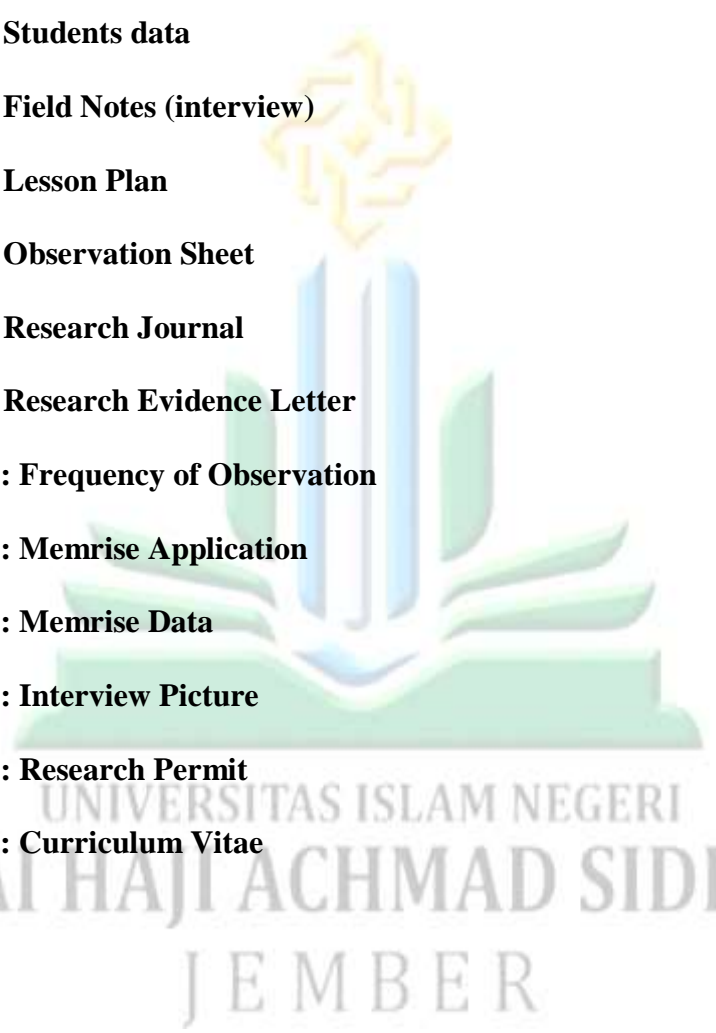 Students data
Field Notes (interview)
Lesson Plan
Observation Sheet
Research Journal
Research Evidence Letter
: Frequency of Observation
: Memrise Application
: Memrise Data
: Interview Picture
: Research Permit
UNIVERSITAS ISLAM NEGERI
: Curriculum Vitae
HAJI ACHMAD
JEMBER